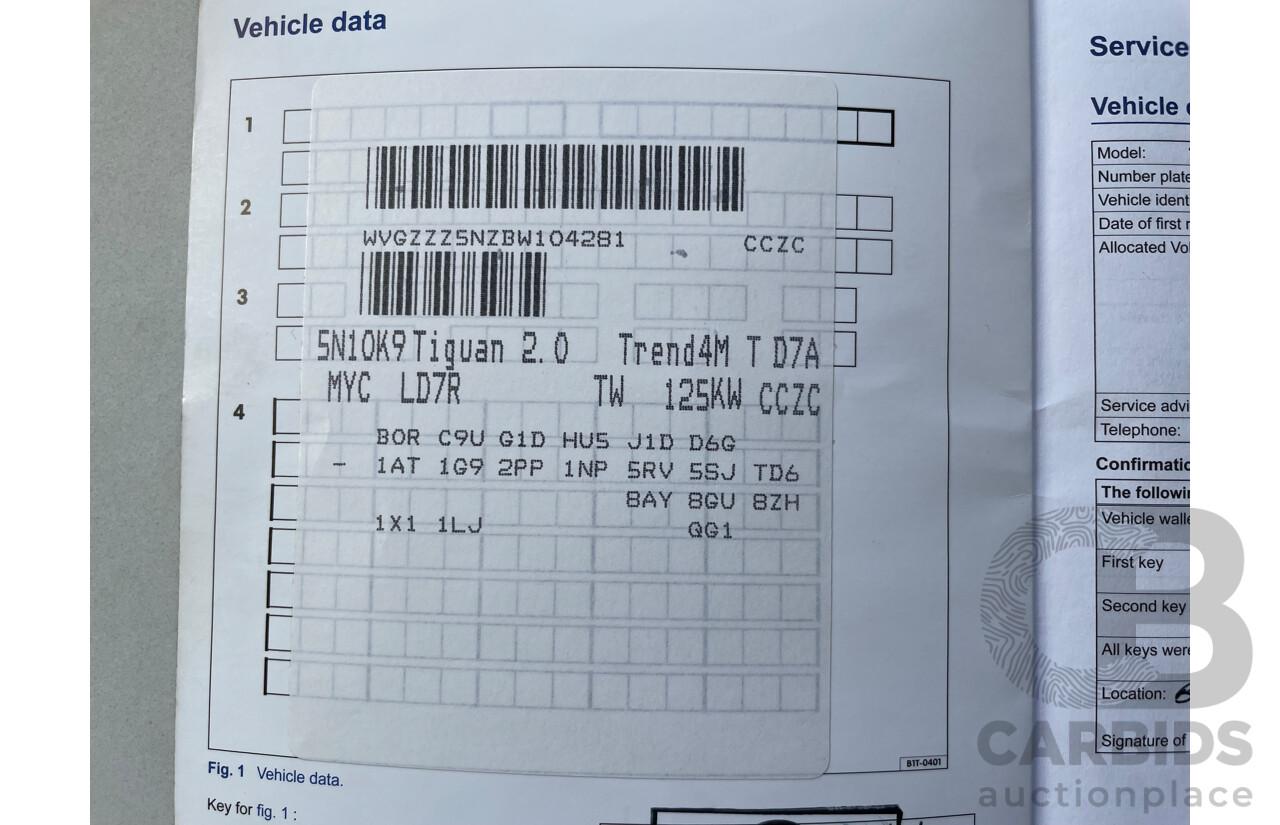 Vehicle data
1
2
WVGZZZ5NZBW104281 CCZC
3
5N10K9 Tiguan 2.0 Trend4M T D7A
MYC LD7R TW 125KW CCZC
4
BOR C9U G1D HU5 J1D D6G
- 1AT 1G9 2PP 1NP 5RV 5SJ TD6
8AY 8GU 8ZH
1X1 1LJ QG1
B1T-0401
Fig. 1 Vehicle data.
Key for fig. 1 :
Service
Vehicle
Model:
Number plate
Vehicle ident
Date of first r
Allocated Vo
Service advi
Telephone:
Confirmatio
The followin
Vehicle walle
First key
Second key
All keys were
Location:
Signature of
CB
CARBIDS
auctionplace